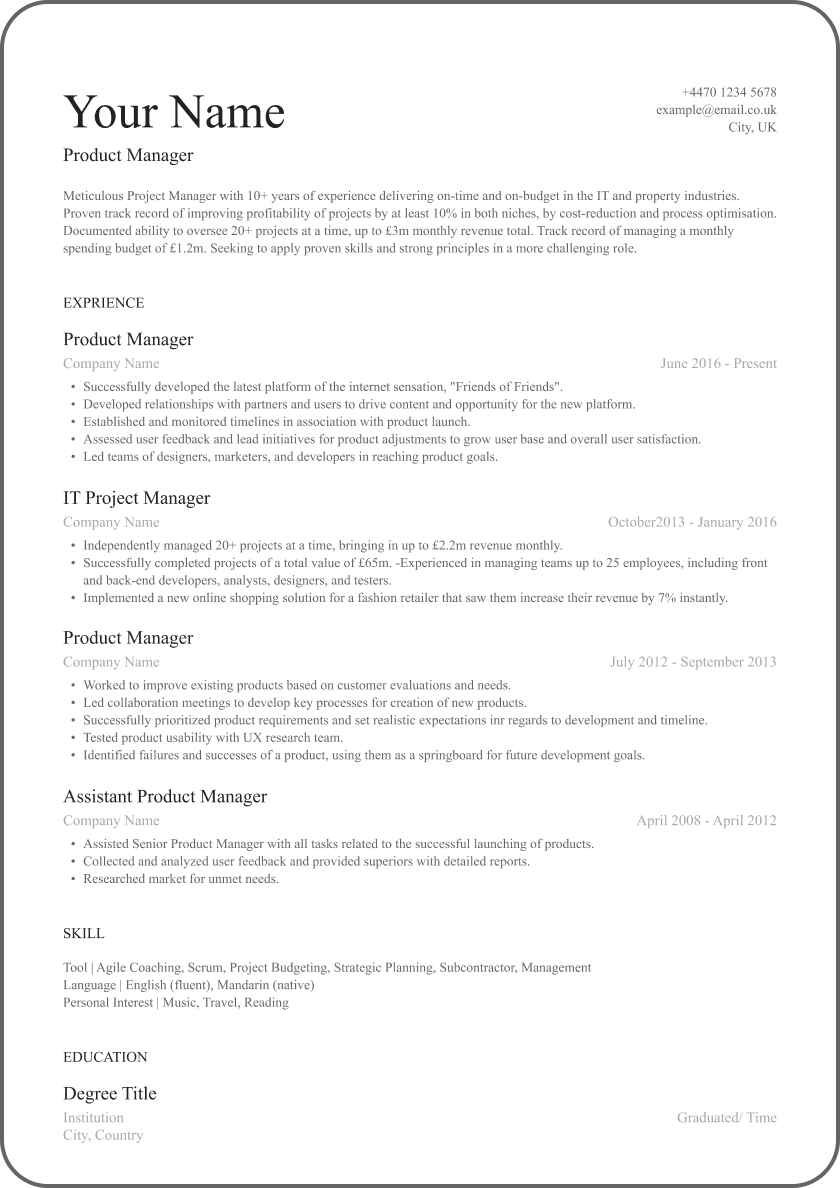 Your Name
+4470 1234 5678
example@email.co.uk
City, UK
Product Manager
Meticulous Project Manager with 10+ years of experience delivering on-time and on-budget in the IT and property industries.
Proven track record of improving profitability of projects by at least 10% in both niches, by cost-reduction and process optimisation.
Documented ability to oversee 20+ projects at a time, up to £3m monthly revenue total. Track record of managing a monthly
spending budget of £1.2m. Seeking to apply proven skills and strong principles in a more challenging role.
EXPRIENCE
Product Manager
Company Name June 2016 - Present
• Successfully developed the latest platform of the internet sensation, "Friends of Friends".
• Developed relationships with partners and users to drive content and opportunity for the new platform.
• Established and monitored timelines in association with product launch.
• Assessed user feedback and lead initiatives for product adjustments to grow user base and overall user satisfaction.
• Led teams of designers, marketers, and developers in reaching product goals.
IT Project Manager
Company Name October2013 - January 2016
• Independently managed 20+ projects at a time, bringing in up to £2.2m revenue monthly.
• Successfully completed projects of a total value of £65m. -Experienced in managing teams up to 25 employees, including front
and back-end developers, analysts, designers, and testers.
• Implemented a new online shopping solution for a fashion retailer that saw them increase their revenue by 7% instantly.
Product Manager
Company Name July 2012 - September 2013
• Worked to improve existing products based on customer evaluations and needs.
• Led collaboration meetings to develop key processes for creation of new products.
• Successfully prioritized product requirements and set realistic expectations inr regards to development and timeline.
• Tested product usability with UX research team.
• Identified failures and successes of a product, using them as a springboard for future development goals.
Assistant Product Manager
Company Name April 2008 - April 2012
• Assisted Senior Product Manager with all tasks related to the successful launching of products.
• Collected and analyzed user feedback and provided superiors with detailed reports.
• Researched market for unmet needs.
SKILL
Tool | Agile Coaching, Scrum, Project Budgeting, Strategic Planning, Subcontractor, Management
Language | English (fluent), Mandarin (native)
Personal Interest | Music, Travel, Reading
EDUCATION
Degree Title
Institution Graduated/ Time
City, Country